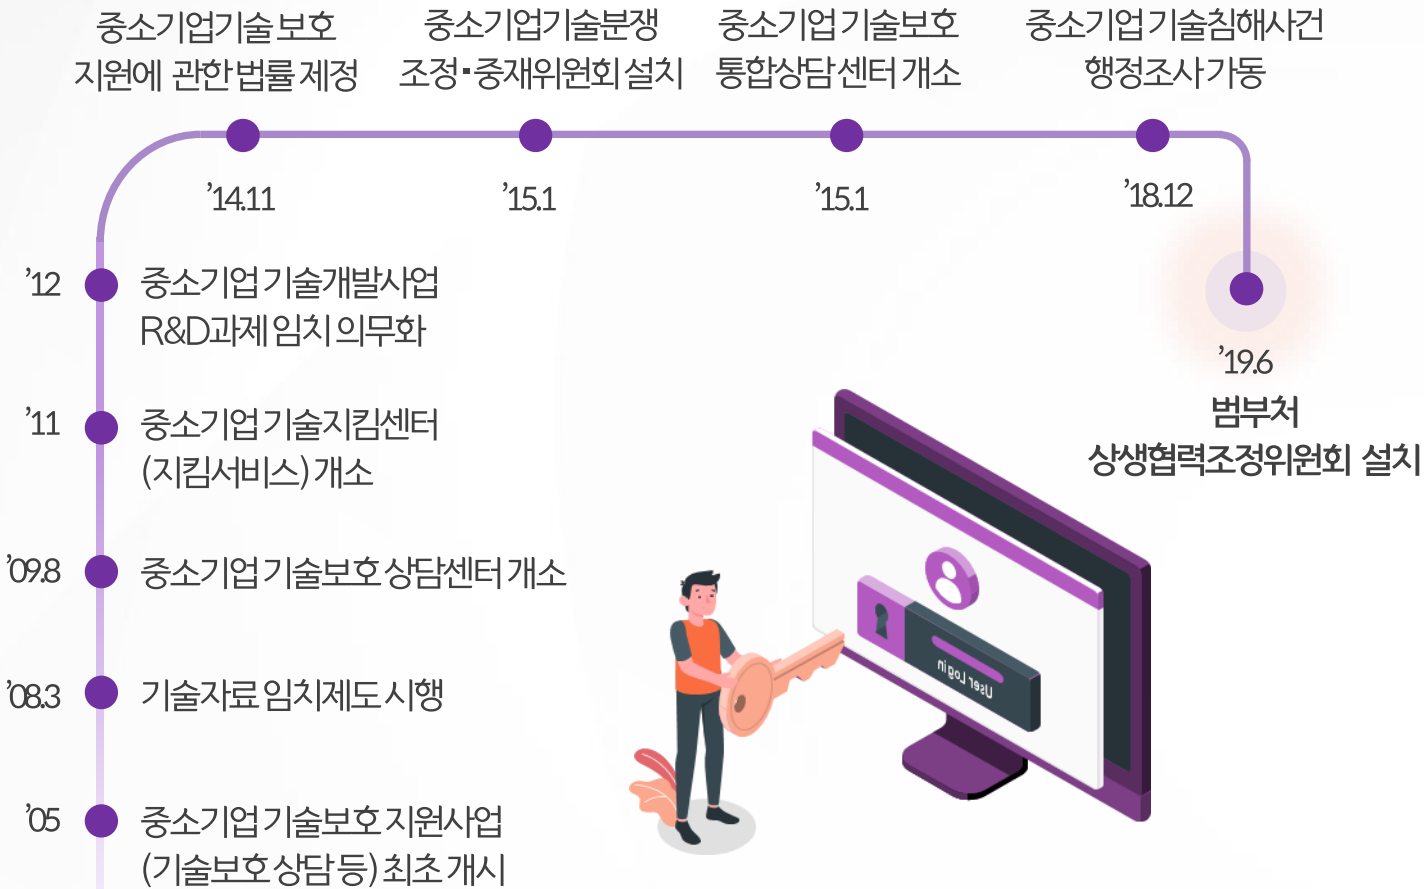 중소기업기술 보호
지원에 관한 법률 제정
’14.11
중소기업기술분쟁
조정·중재위원회 설치
’15.1
중소기업 기술보호
통합상담 센터 개소
’15.1
중소기업 기술침해사건
행정조사 가동
’18.12
’19.6
범부처
상생협력조정위원회 설치
’12
중소기업 기술개발사업
R&D과제 임치 의무화
’11
중소기업 기술지킴센터
(지킴서비스) 개소
’09.8
중소기업 기술보호 상담센터 개소
’08.3
기술자료 임치제도 시행
’05
중소기업 기술보호 지원사업
(기술보호 상담 등) 최초 개시
User Login